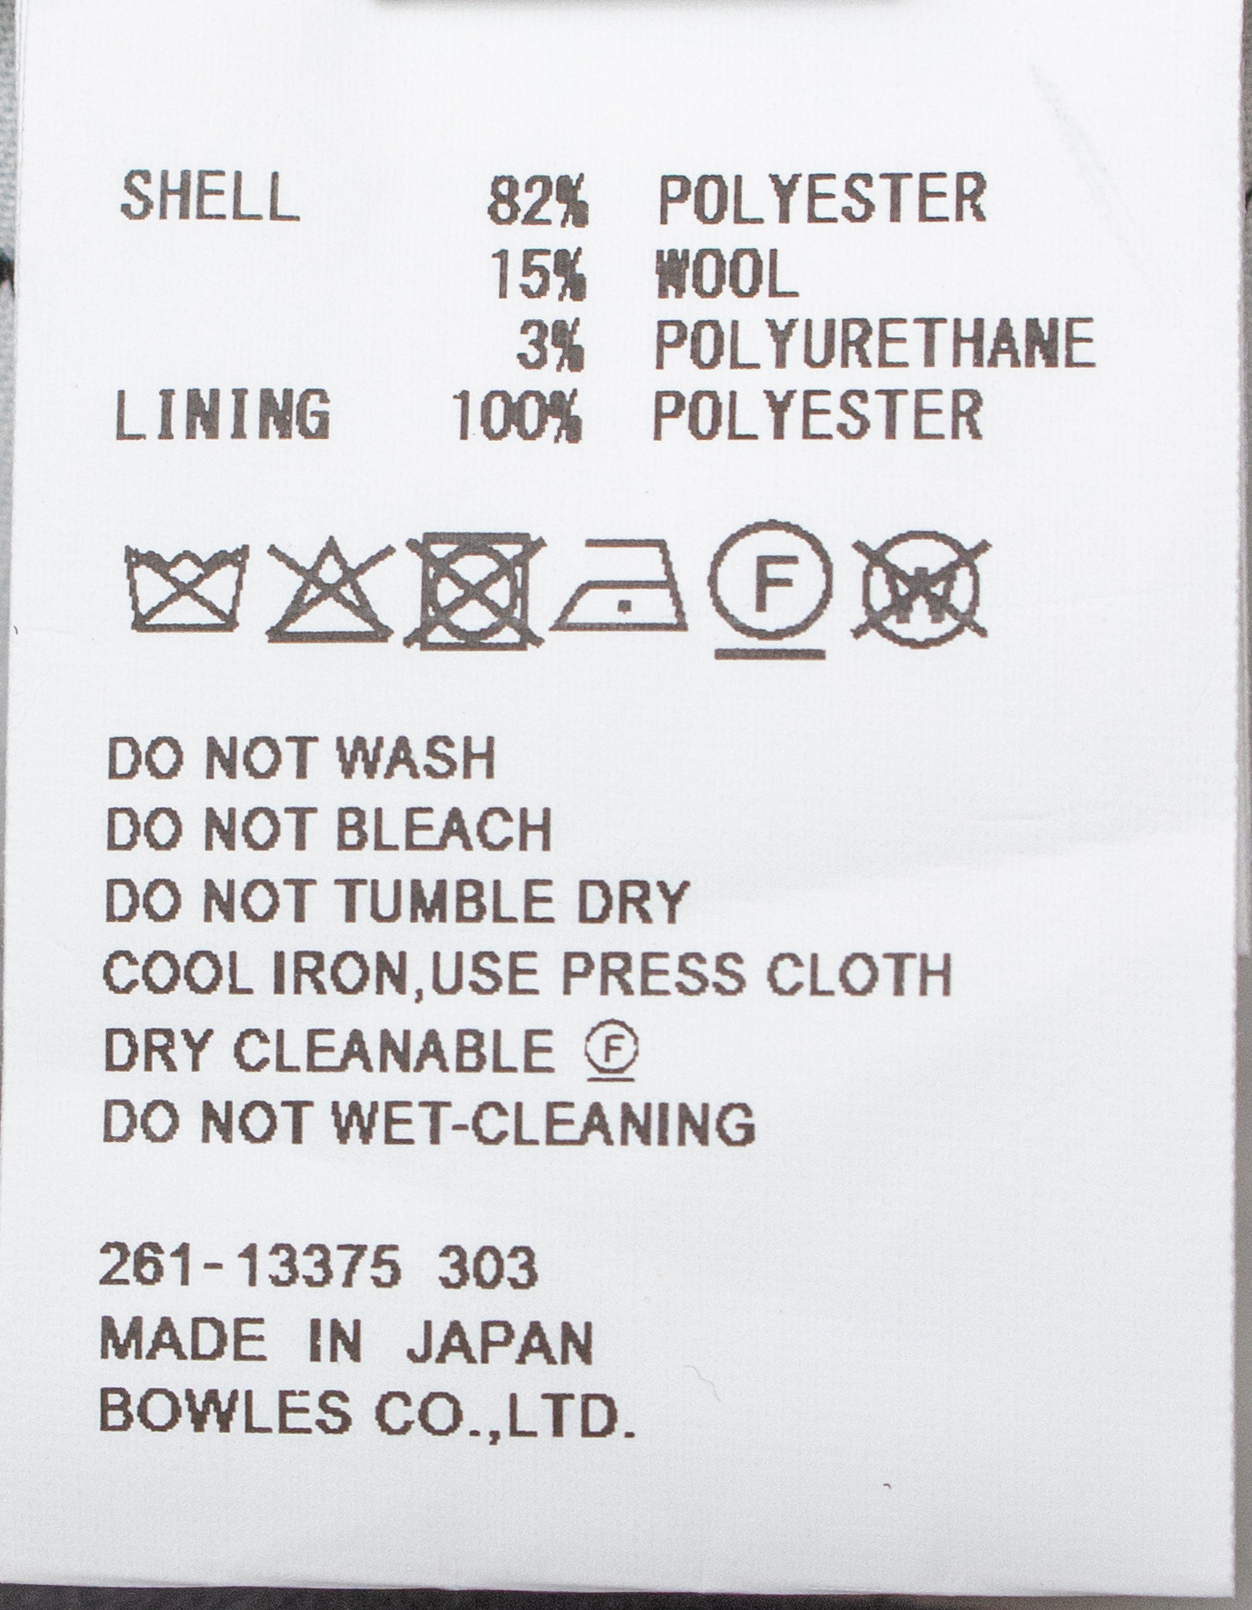 SHELL 82% POLYESTER
15% WOOL
3% POLYURETHANE
LINING 100% POLYESTER
F W
DO NOT WASH
DO NOT BLEACH
DO NOT TUMBLE DRY
COOL IRON,USE PRESS CLOTH
DRY CLEANABLE F
DO NOT WET-CLEANING
261-13375 303
MADE IN JAPAN
BOWLES CO.,LTD.